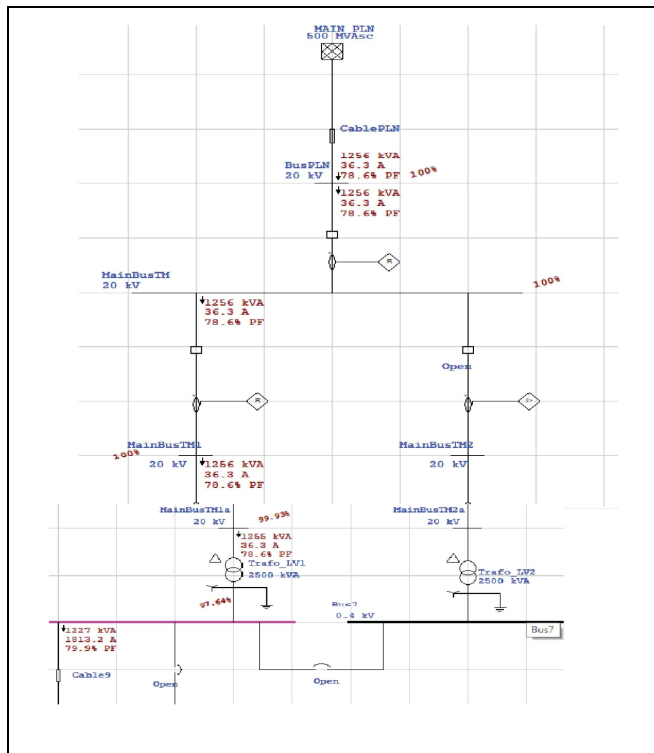 MAIN PLN
500 MVAsc
CablePLN
BusPLN
20 kV
1256 kVA
36.3 A
78.6% PF
100%
1256 kVA
36.3 A
78.6% PF
R
MainBusTM
20 kV
100%
1256 kVA
36.3 A
78.6% PF
Open
R
I>
MainBusTM1
20 kV
100%
1256 kVA
36.3 A
78.6% PF
MainBusTM2
20 kV
MainBusTM1a
20 kV
99.93%
1255 kVA
36.3 A
78.6% PF
Trafo_LV1
2500 kVA
97.64%
MainBusTM2a
20 kV
Trafo_LV2
2500 kVA
Bus7
0.4 kV
Bus7
1227 kVA
1813.2 A
79.9% PF
Cable9
Open
Open